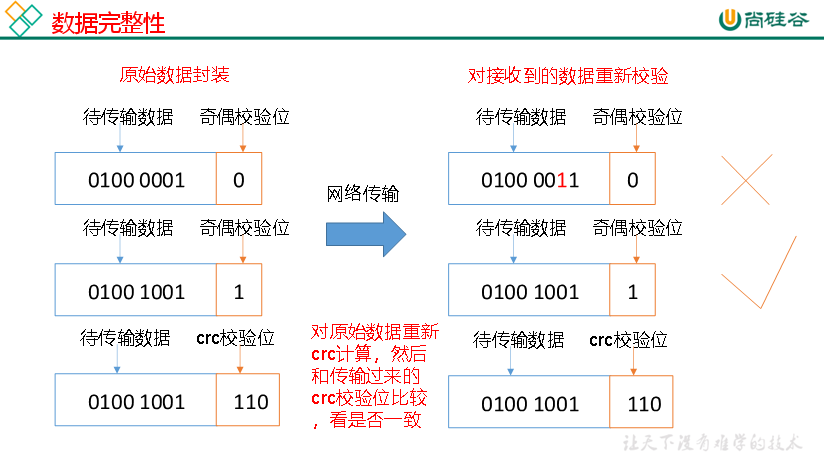 数据完整性
尚硅谷
原始数据封装
对接收到的数据重新校验
待传输数据 奇偶校验位
待传输数据 奇偶校验位
0100 0001 0
0100 0011 0
网络传输
待传输数据 奇偶校验位
待传输数据 奇偶校验位
0100 1001 1
0100 1001 1
待传输数据 crc校验位
待传输数据 crc校验位
对原始数据重新
crc计算，然后
和传输过来的
crc校验位比较
，看是否一致
0100 1001 110
0100 1001 110
让天下没有难学的技术